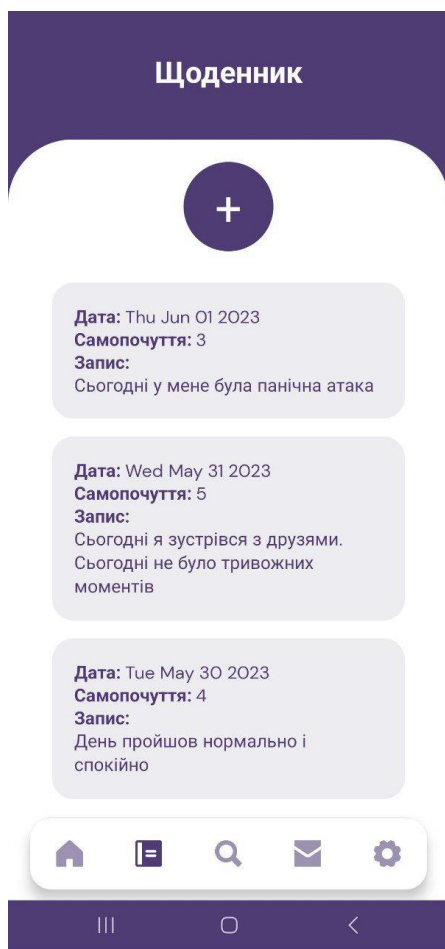 Щоденник
+
Дата: Thu Jun 01 2023
Самопочуття: 3
Запис:
Сьогодні у мене була панічна атака
Дата: Wed May 31 2023
Самопочуття: 5
Запис:
Сьогодні я зустрівся з друзями.
Сьогодні не було тривожних
моментів
Дата: Tue May 30 2023
Самопочуття: 4
Запис:
День пройшов нормально і
спокійно